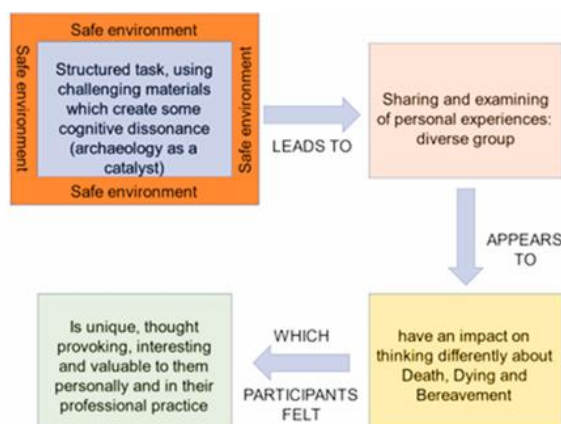 Safe environment
Safe environment
Structured task, using
challenging materials
which create some
cognitive dissonance
(archaeology as a
catalyst)
Safe environment
Safe environment
LEADS TO
Sharing and examining
of personal experiences:
diverse group
APPEARS
TO
have an impact on
thinking differently about
Death, Dying and
Bereavement
WHICH
PARTICIPANTS
FELT
Is unique, thought
provoking, interesting
and valuable to them
personally and in their
professional practice